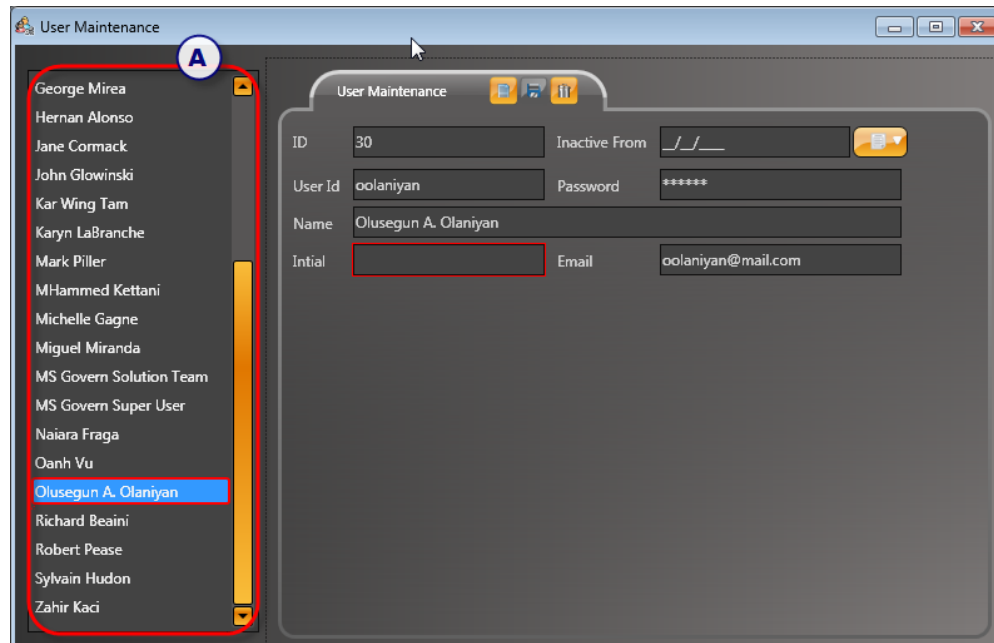 User Maintenance
A
George Mirea
Hernan Alonso
Jane Cormack
John Glowinski
Kar Wing Tam
Karyn LaBranche
Mark Piller
MHammed Kettani
Michelle Gagne
Miguel Miranda
MS Govern Solution Team
MS Govern Super User
Naiara Fraga
Oanh Vu
Olusegun A. Olaniyan
Richard Beaini
Robert Pease
Sylvain Hudon
Zahir Kaci
User Maintenance
ID 30 Inactive From _/_/___
User Id oolaniyan Password ******
Name Olusegun A. Olaniyan
Intial Email oolaniyan@mail.com